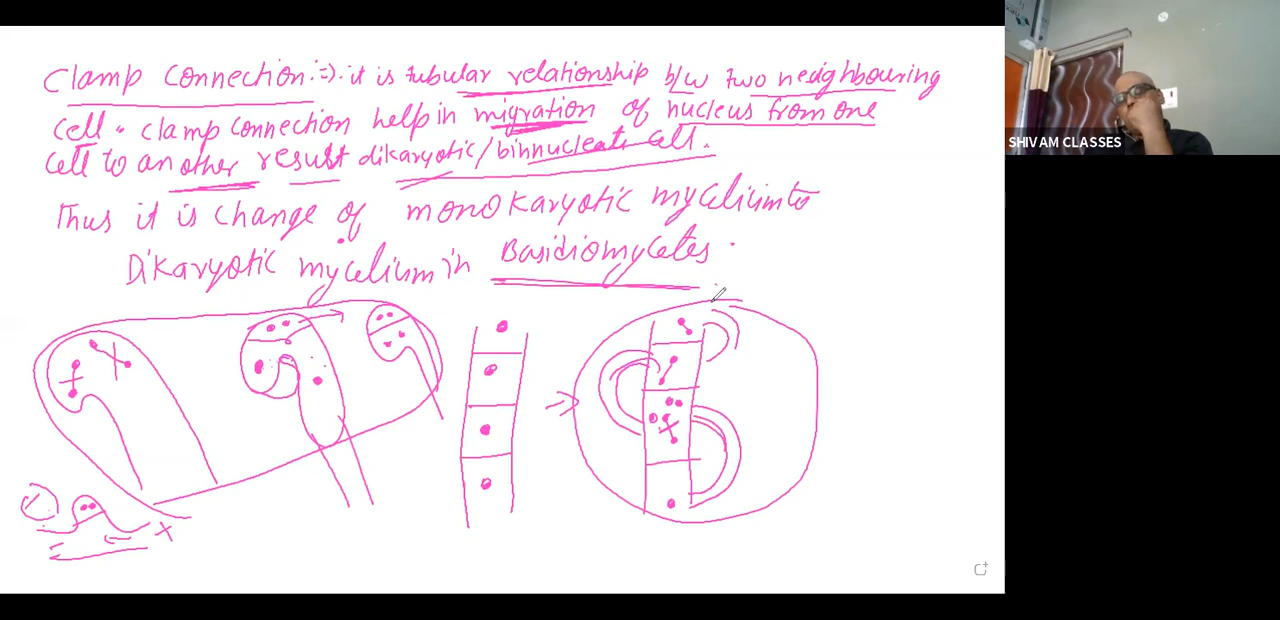 Clamp Connection :⇒. it is tubular relationship b/w two neighbouring
cell. clamp connection help in migration of nucleus from one
cell to another result dikaryotic/binnucleate cell.
Thus it is change of monokaryotic mycelium to
Dikaryotic mycelium in Basidiomycetes.
SHIVAM CLASSES